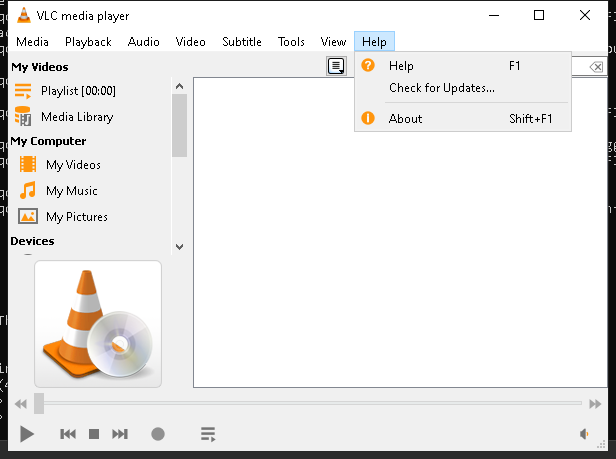 VLC media player
Media Playback Audio Video Subtitle Tools View Help
My Videos
Playlist [00:00]
Media Library
My Computer
My Videos
My Music
My Pictures
Devices
Help F1
Check for Updates...
About Shift+F1